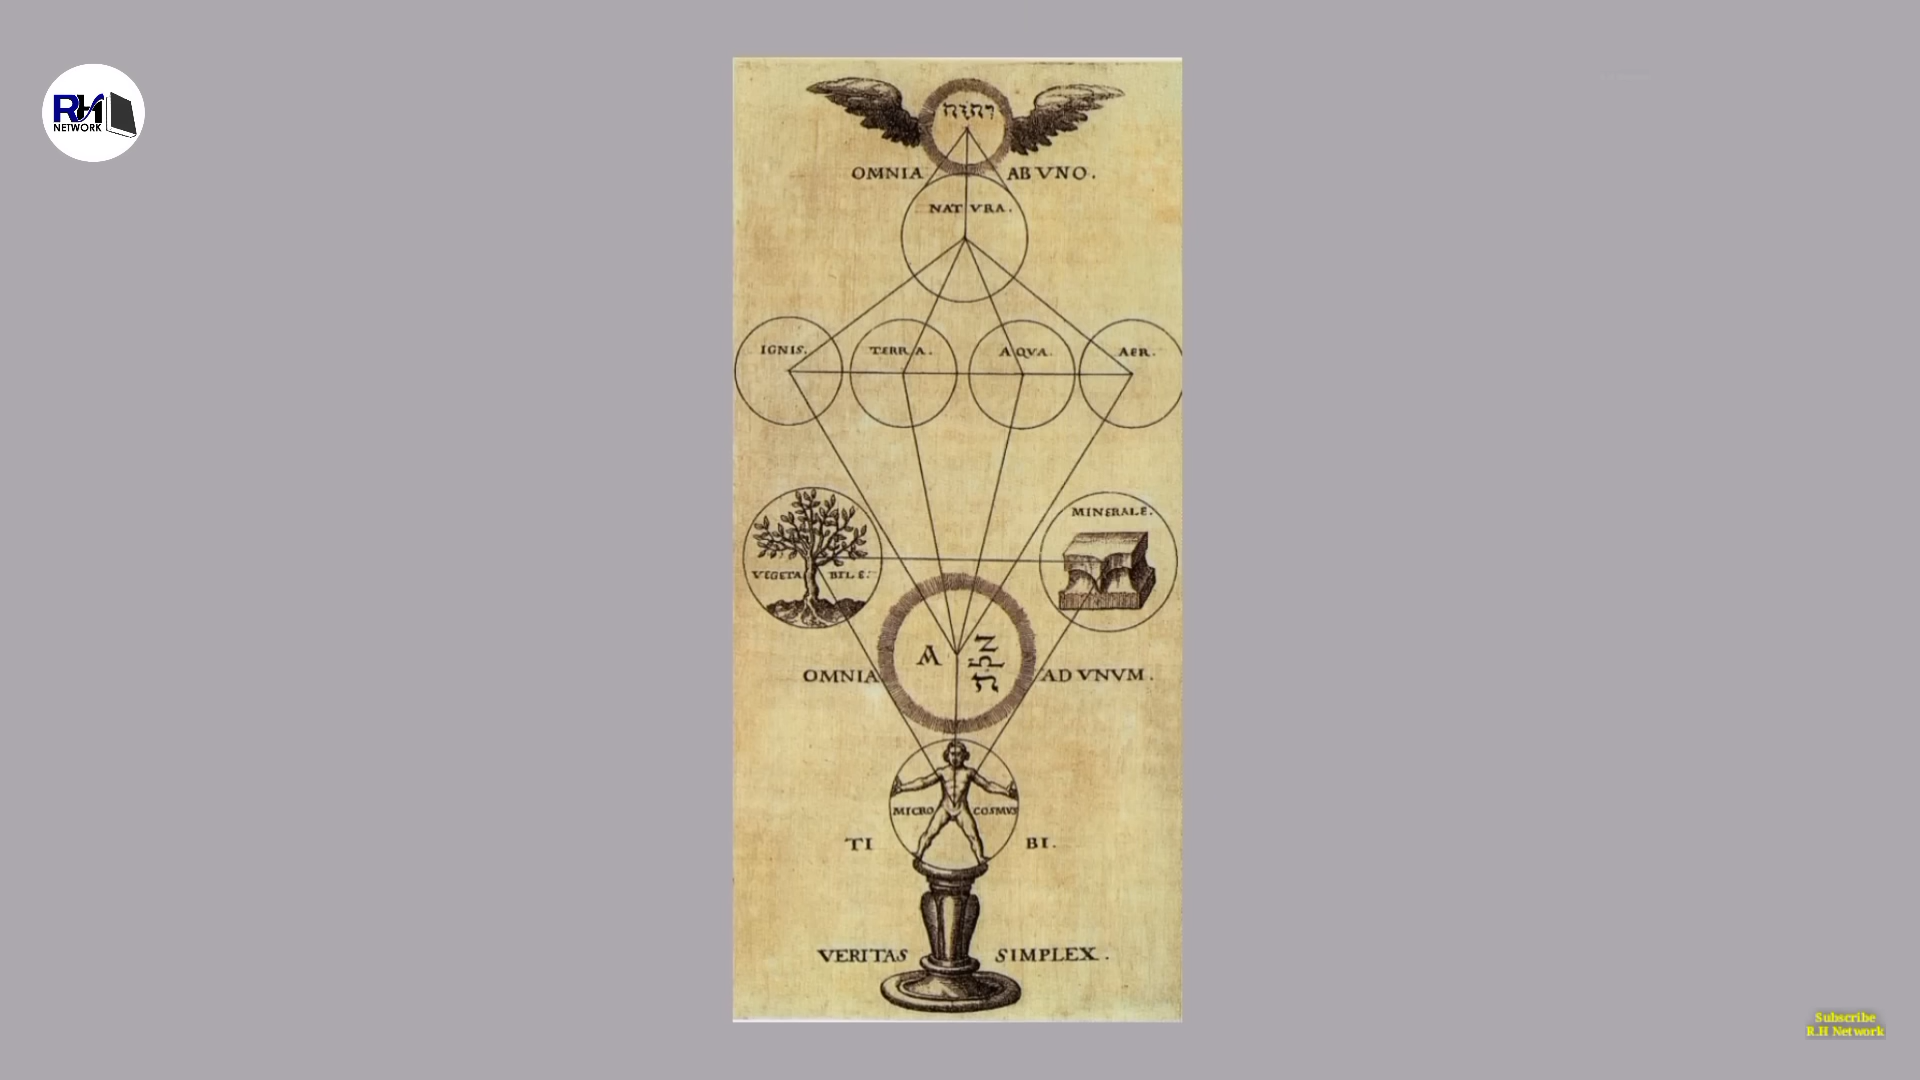 RH
NETWORK
יהוה
OMNIA AB VNO.
NATVRA.
IGNIS. TERRA. AQVA. AER.
MINERALE.
VEGETABILE.
A
OMNIA AD VNVM.
MICRO COSMVS
TI BI.
VERITAS SIMPLEX.
Subscribe
R.H Network